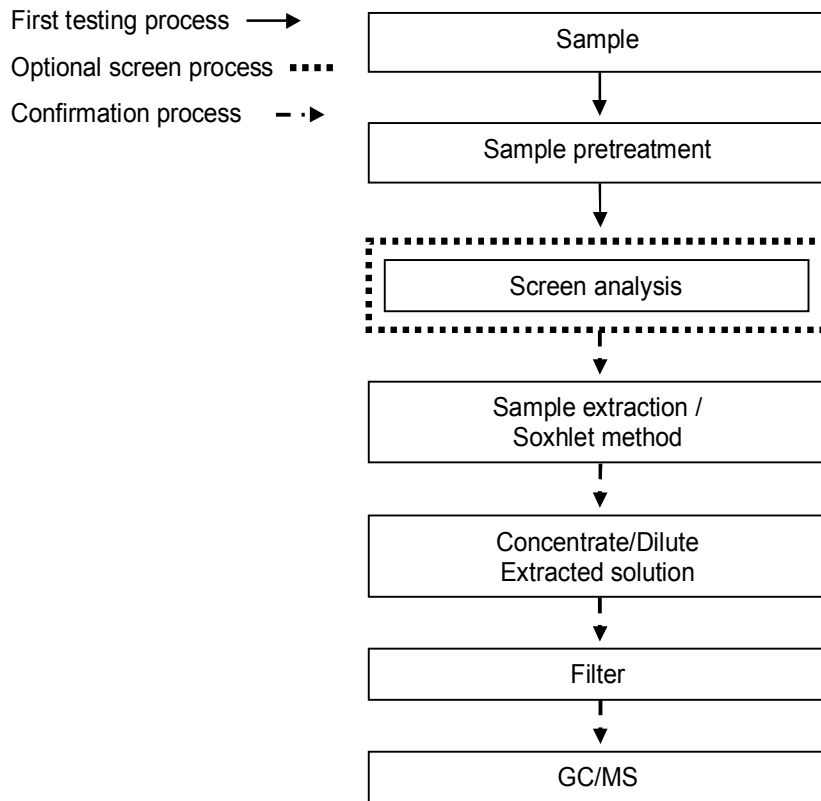 First testing process
Optional screen process
Confirmation process
Sample
Sample pretreatment
Screen analysis
Sample extraction /
Soxhlet method
Concentrate/Dilute
Extracted solution
Filter
GC/MS